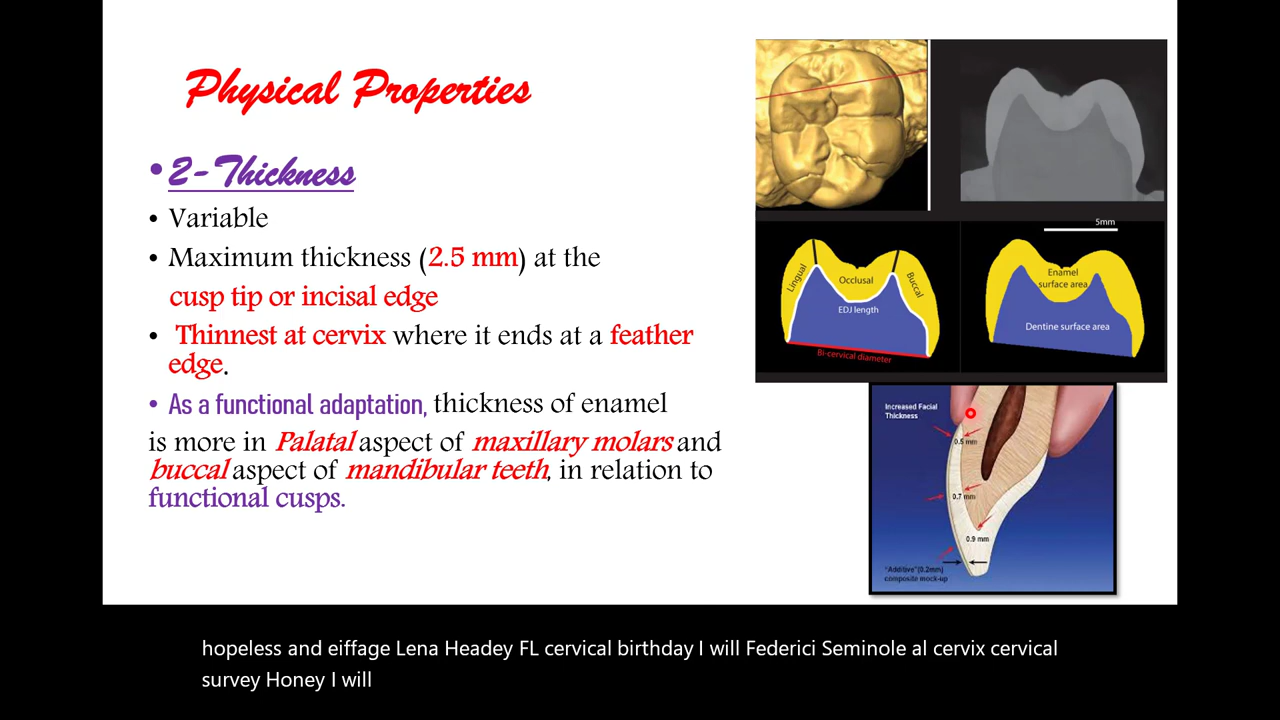 Physical Properties
• 2-Thickness
• Variable
• Maximum thickness (2.5 mm) at the
cusp tip or incisal edge
• Thinnest at cervix where it ends at a feather
edge.
• As a functional adaptation, thickness of enamel
is more in Palatal aspect of maxillary molars and
buccal aspect of mandibular teeth, in relation to
functional cusps.
5mm
Lingual
Occlusal
Buccal
EDJ length
Bi-cervical diameter
Enamel
surface area
Dentine surface area
Increased Facial
Thickness
0.5 mm
0.7 mm
0.9 mm
"Additive"(0.2mm)
composite mock-up
hopeless and eiffage Lena Headey FL cervical birthday I will Federici Seminole al cervix cervical
survey Honey I will